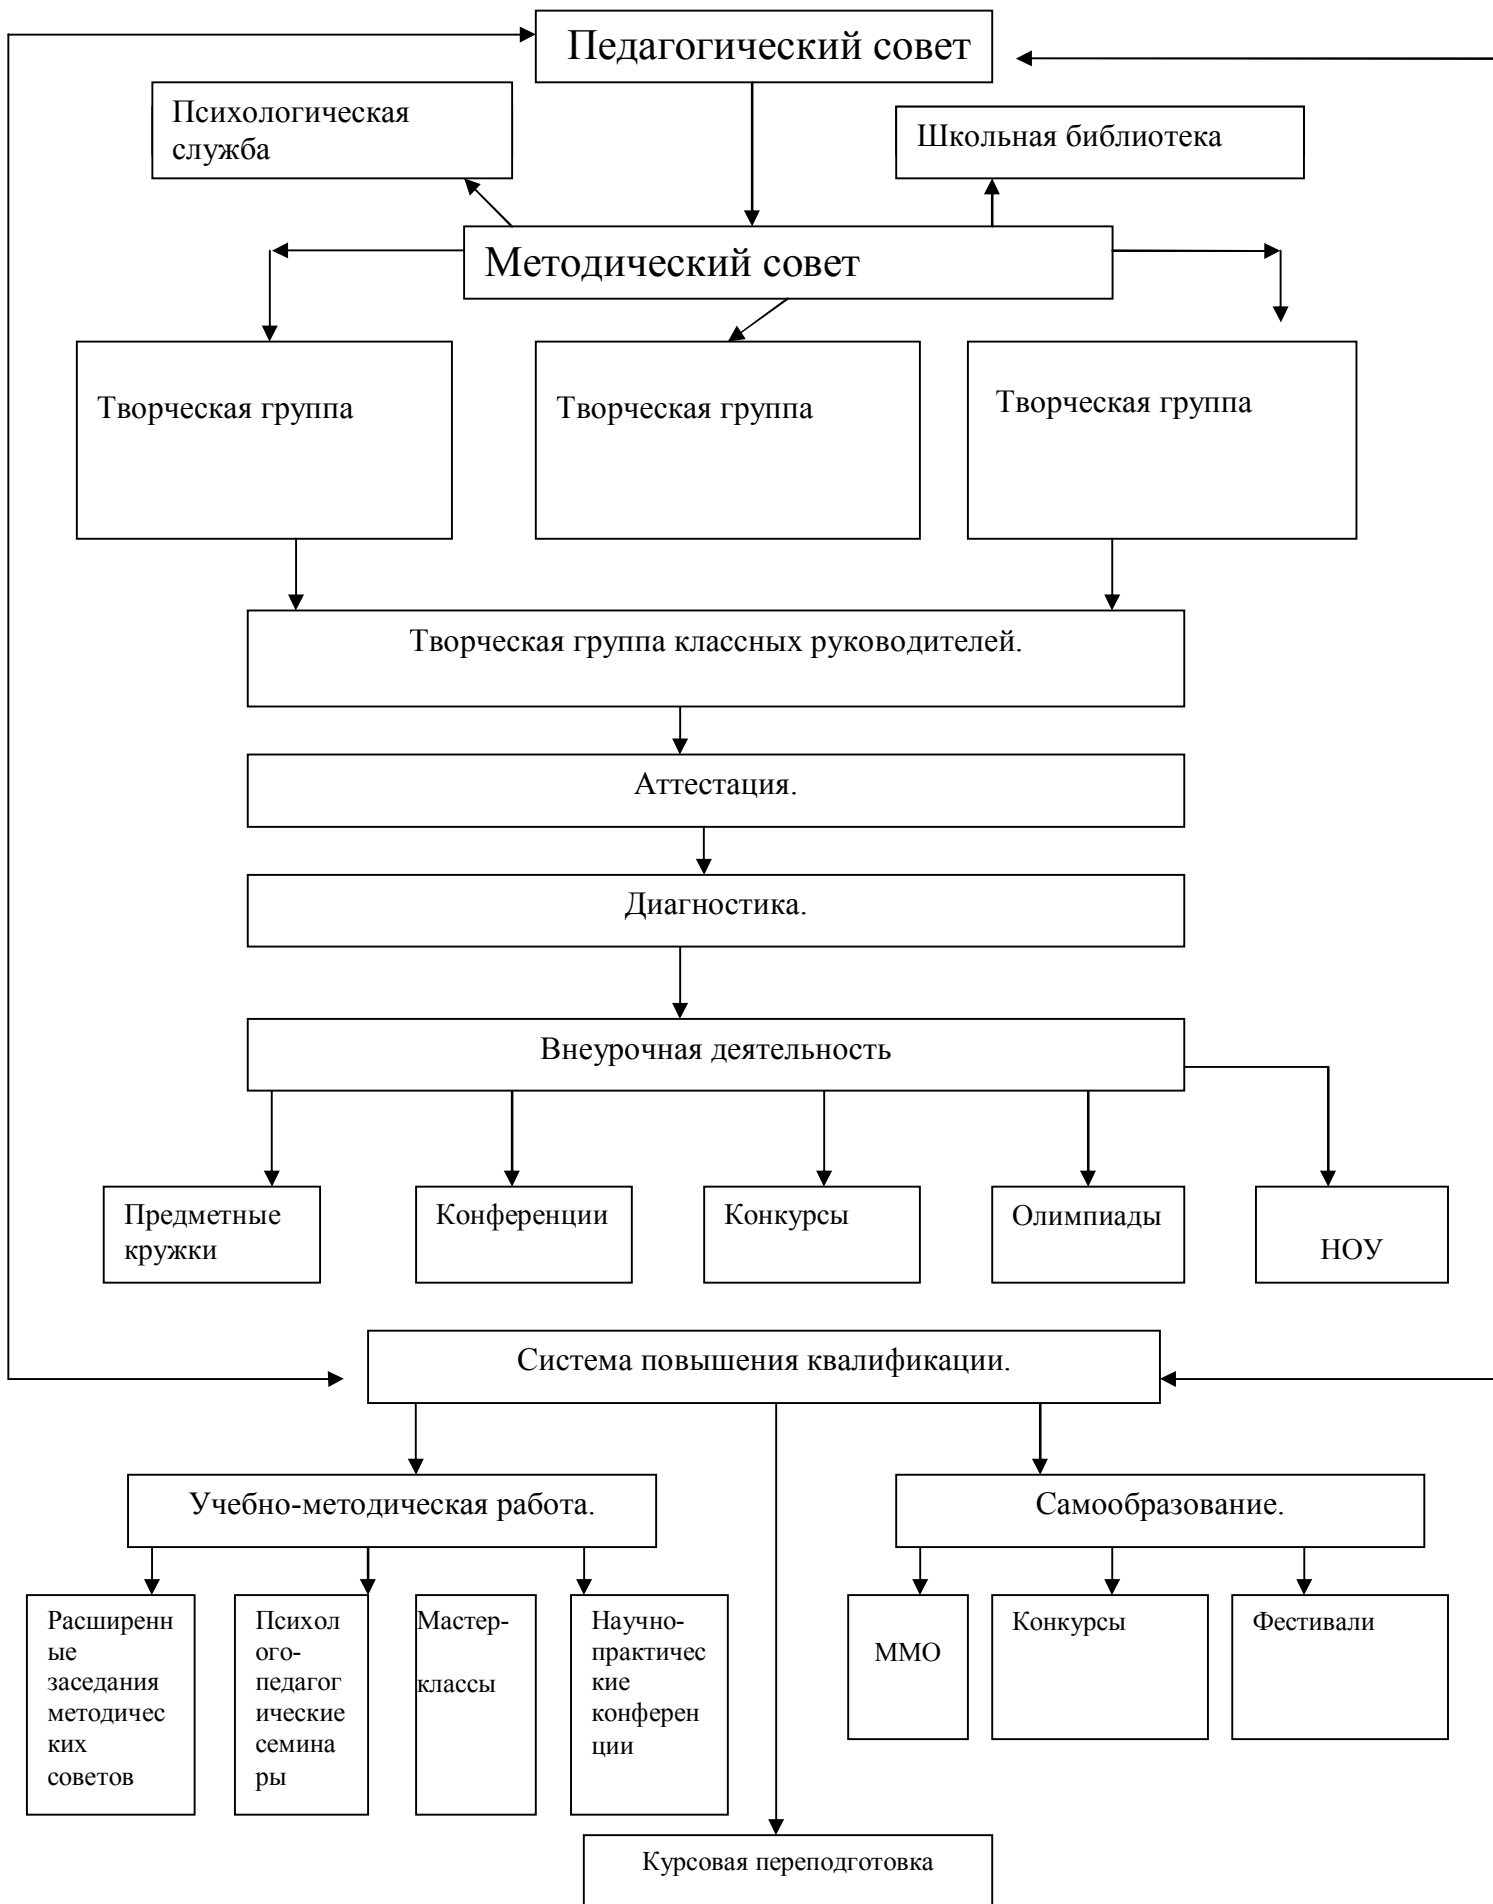 Педагогический совет
Психологическая
служба
Школьная библиотека
Методический совет
Творческая группа
Творческая группа
Творческая группа
Творческая группа классных руководителей.
Аттестация.
Диагностика.
Внеурочная деятельность
Предметные
кружки
Конференции
Конкурсы
Олимпиады
НОУ
Система повышения квалификации.
Учебно-методическая работа.
Самообразование.
Расширенн
ые
заседания
методичес
ких
советов
Психол
ого-
педагог
ические
семина
ры
Мастер-
классы
Научно-
практичес
кие
конферен
ции
ММО
Конкурсы
Фестивали
Курсовая переподготовка